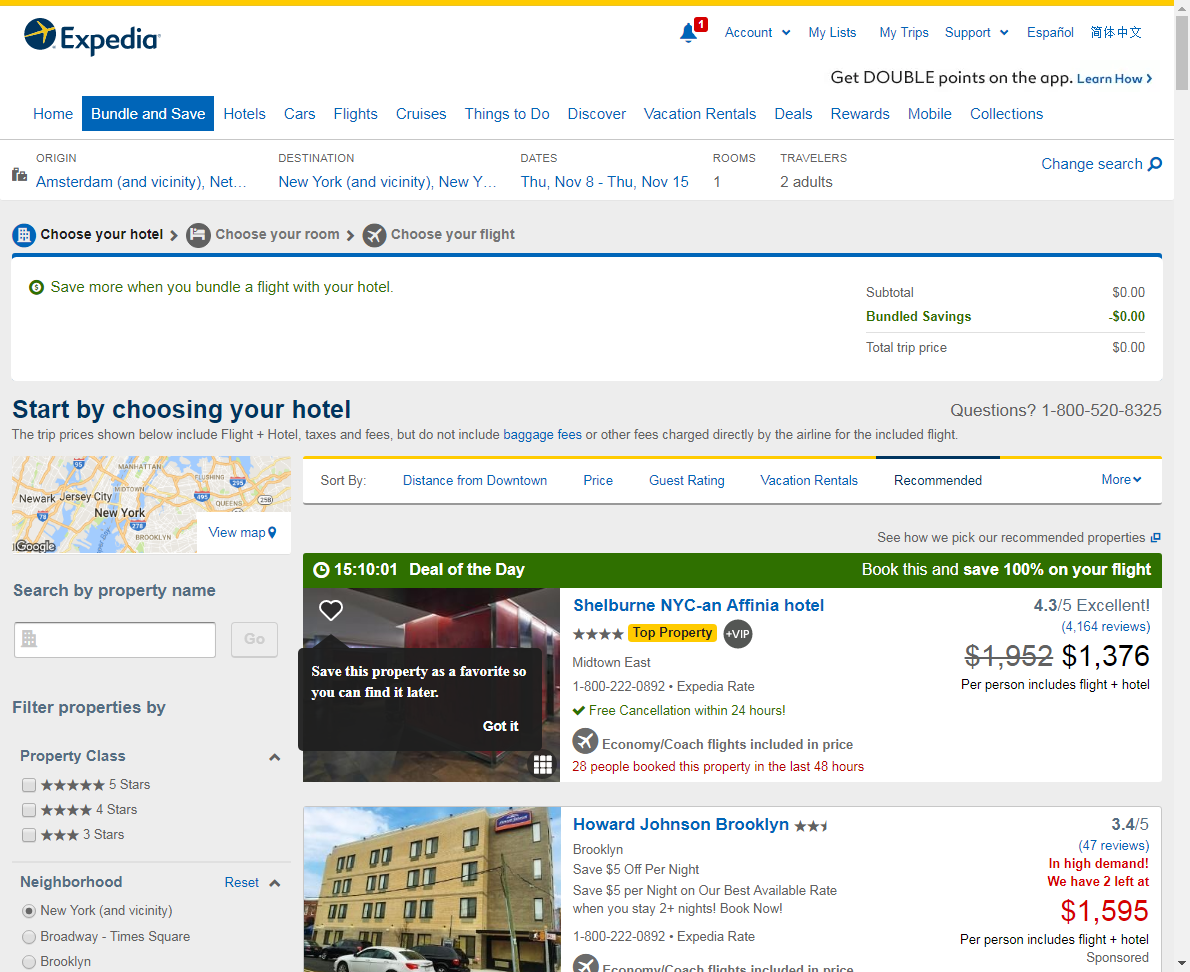 Expedia
1
Account
My Lists
My Trips
Support
Español
简体中文
Get DOUBLE points on the app. Learn How
Home
Bundle and Save
Hotels
Cars
Flights
Cruises
Things to Do
Discover
Vacation Rentals
Deals
Rewards
Mobile
Collections
ORIGIN
Amsterdam (and vicinity), Net...
DESTINATION
New York (and vicinity), New Y...
DATES
Thu, Nov 8 - Thu, Nov 15
ROOMS
1
TRAVELERS
2 adults
Change search
Choose your hotel
Choose your room
Choose your flight
Save more when you bundle a flight with your hotel.
Subtotal $0.00
Bundled Savings -$0.00
Total trip price $0.00
Start by choosing your hotel
Questions? 1-800-520-8325
The trip prices shown below include Flight + Hotel, taxes and fees, but do not include baggage fees or other fees charged directly by the airline for the included flight.
95
MANHATTAN
FLUSHING
295
MIDTOWN
495
Newark Jersey City
QUEENS
25B
New York
78
278
BROOKLYN
Google
View map
Sort By:
Distance from Downtown
Price
Guest Rating
Vacation Rentals
Recommended
More
See how we pick our recommended properties
Search by property name
Go
Filter properties by
Property Class
5 Stars
4 Stars
3 Stars
Neighborhood
Reset
New York (and vicinity)
Broadway - Times Square
Brooklyn
15:10:01 Deal of the Day
Book this and save 100% on your flight
Save this property as a favorite so
you can find it later.
Got it
Shelburne NYC-an Affinia hotel
Top Property
+VIP
Midtown East
1-800-222-0892 • Expedia Rate
Free Cancellation within 24 hours!
Economy/Coach flights included in price
28 people booked this property in the last 48 hours
4.3/5 Excellent!
(4,164 reviews)
$1,952 $1,376
Per person includes flight + hotel
Howard Johnson Brooklyn
Brooklyn
Save $5 Off Per Night
Save $5 per Night on Our Best Available Rate
when you stay 2+ nights! Book Now!
1-800-222-0892 • Expedia Rate
Economy/Coach flights included in price
3.4/5
(47 reviews)
In high demand!
We have 2 left at
$1,595
Per person includes flight + hotel
Sponsored